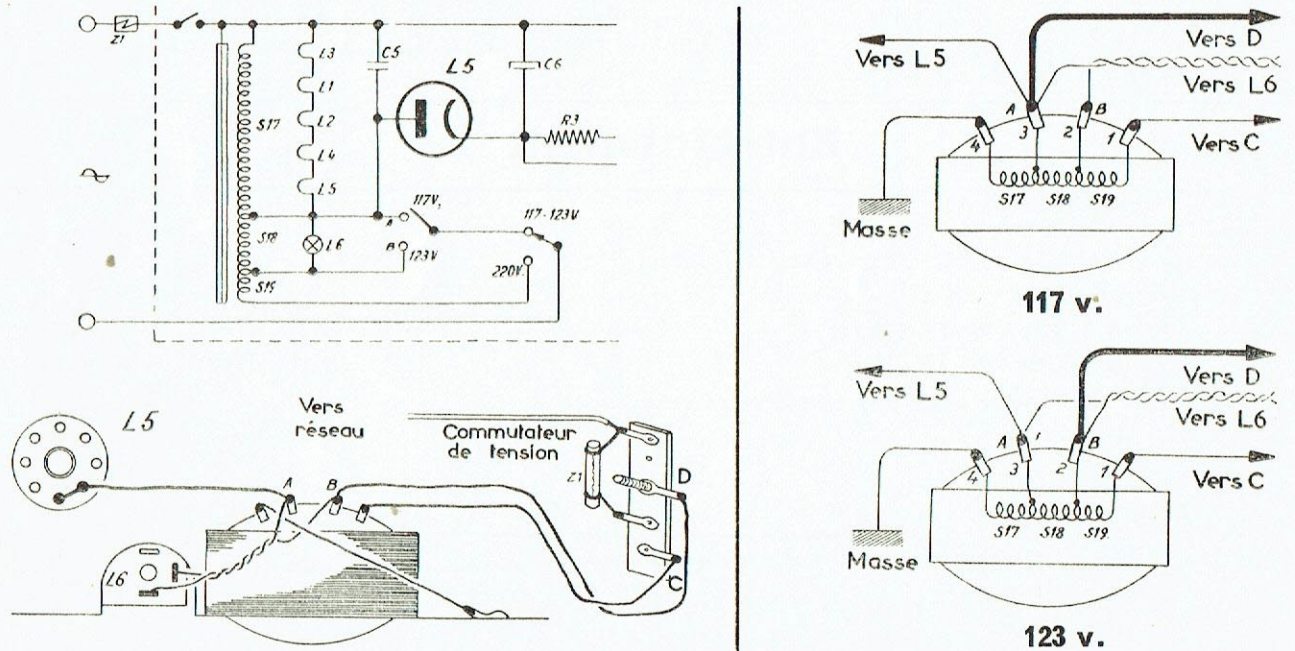 Z1
S17
S18
S19
L3
L1
L2
L4
L5
L6
C5
L5
C6
R3
117V,
A
B
123V
117-123V
220V.
L5
Vers
réseau
Commutateur
de tension
Z1
A
B
D
C
L6
Vers D
Vers L5
Vers L6
A
B
4
3
2
1
Vers C
S17
S18
S19
Masse
117 v.
Vers D
Vers L5
Vers L6
A
B
4
3
2
1
Vers C
S17
S18
S19.
Masse
123 v.